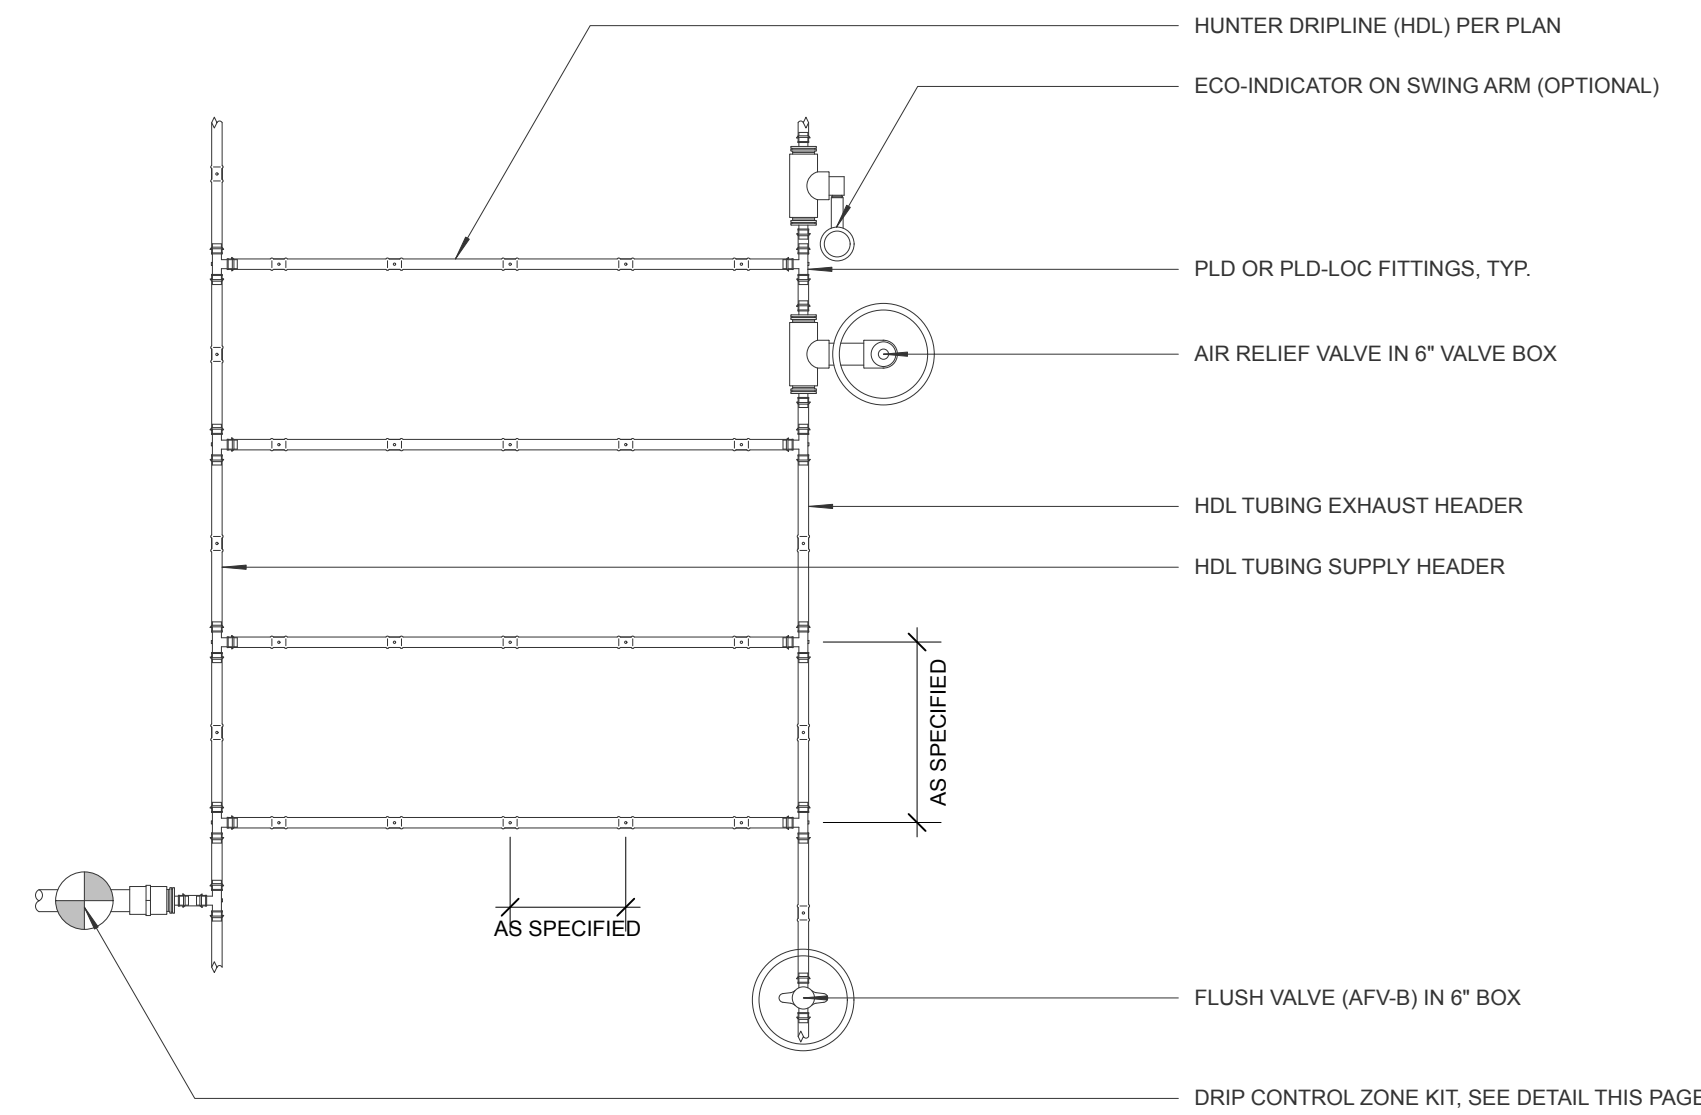 HUNTER DRIPLINE (HDL) PER PLAN
ECO-INDICATOR ON SWING ARM (OPTIONAL)
PLD OR PLD-LOC FITTINGS, TYP.
AIR RELIEF VALVE IN 6" VALVE BOX
HDL TUBING EXHAUST HEADER
HDL TUBING SUPPLY HEADER
AS SPECIFIED
AS SPECIFIED
FLUSH VALVE (AFV-B) IN 6" BOX
DRIP CONTROL ZONE KIT, SEE DETAIL THIS PAGE